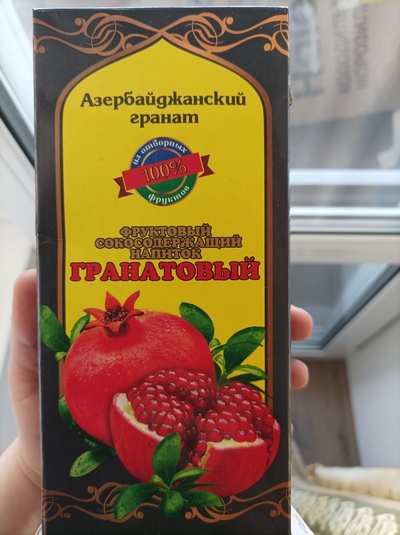 Азербайджанский
гранат
из отборных
100%
фруктов
ФРУКТОВЫЙ
СОКОСОДЕРЖАЩИЙ
НАПИТОК
ГРАНАТОВЫЙ